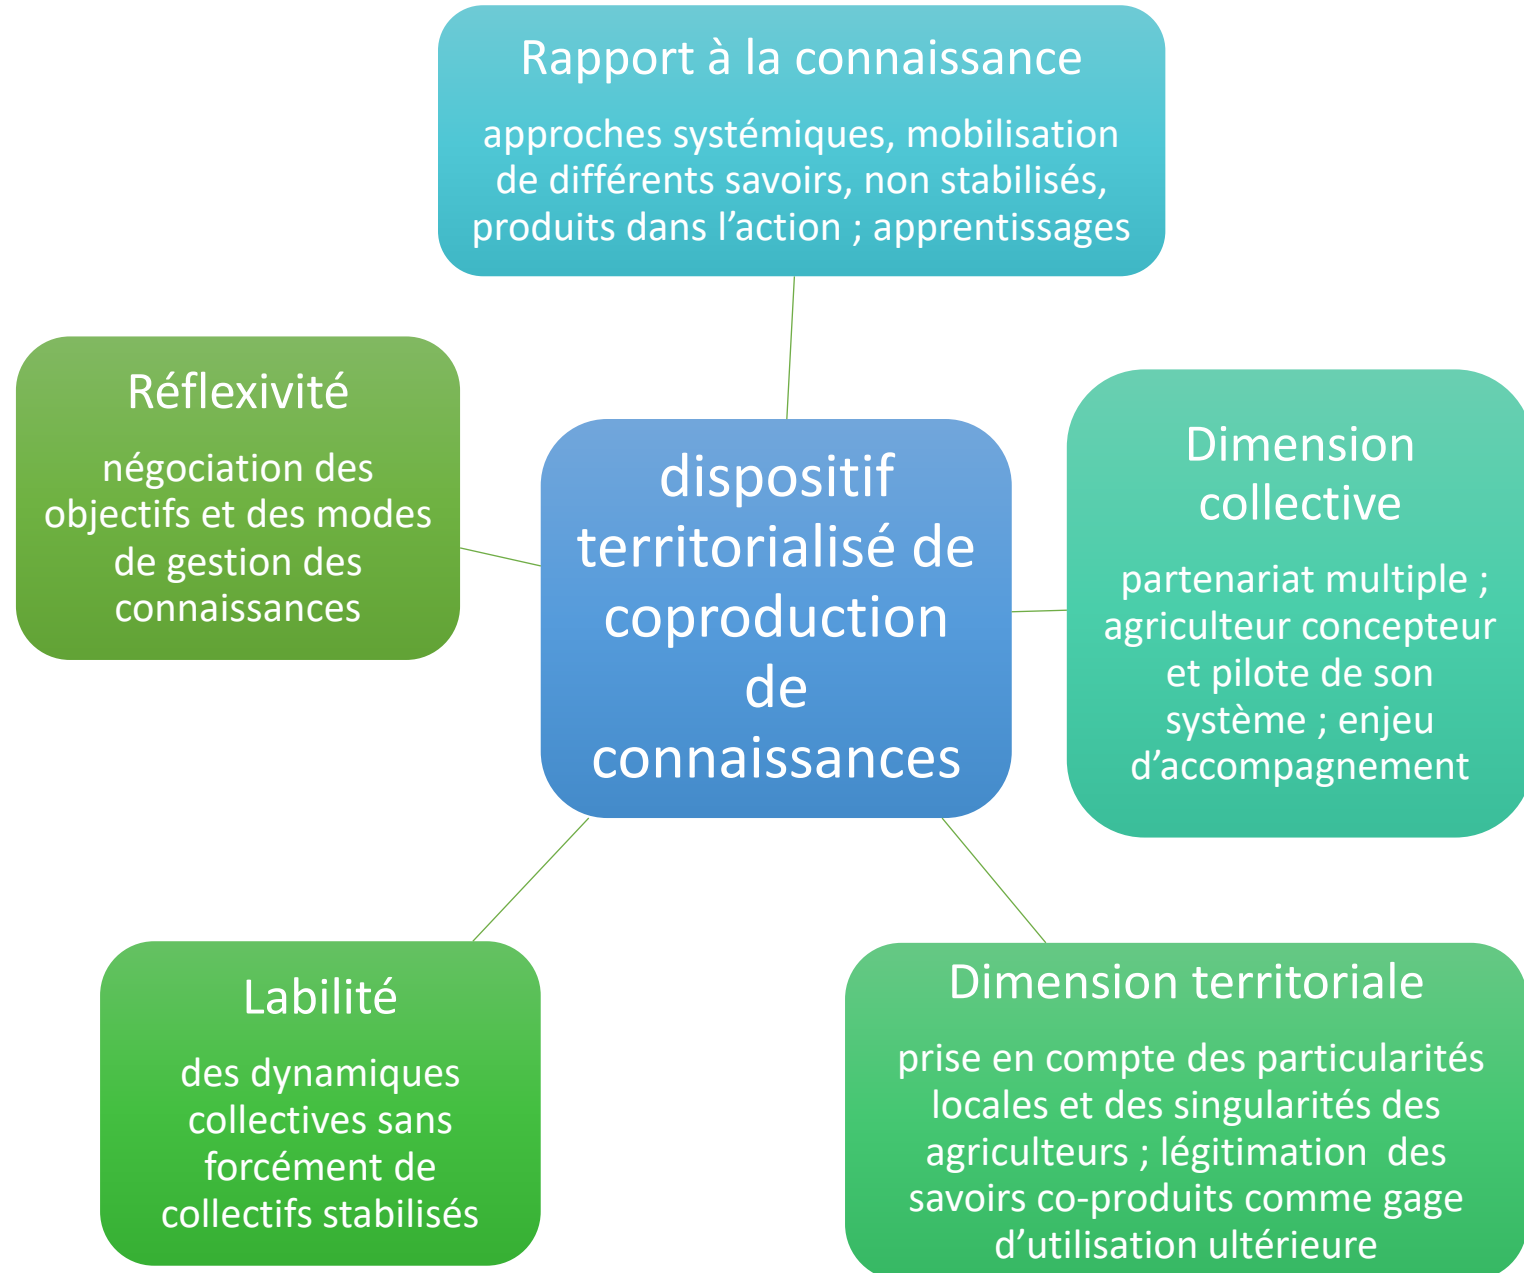 Rapport à la connaissance
approches systémiques, mobilisation
de différents savoirs, non stabilisés,
produits dans l’action ; apprentissages
Réflexivité
négociation des
objectifs et des modes
de gestion des
connaissances
dispositif
territorialisé de
coproduction
de
connaissances
Dimension
collective
partenariat multiple ;
agriculteur concepteur
et pilote de son
système ; enjeu
d’accompagnement
Labilité
des dynamiques
collectives sans
forcément de
collectifs stabilisés
Dimension territoriale
prise en compte des particularités
locales et des singularités des
agriculteurs ; légitimation  des
savoirs co-produits comme gage
d’utilisation ultérieure